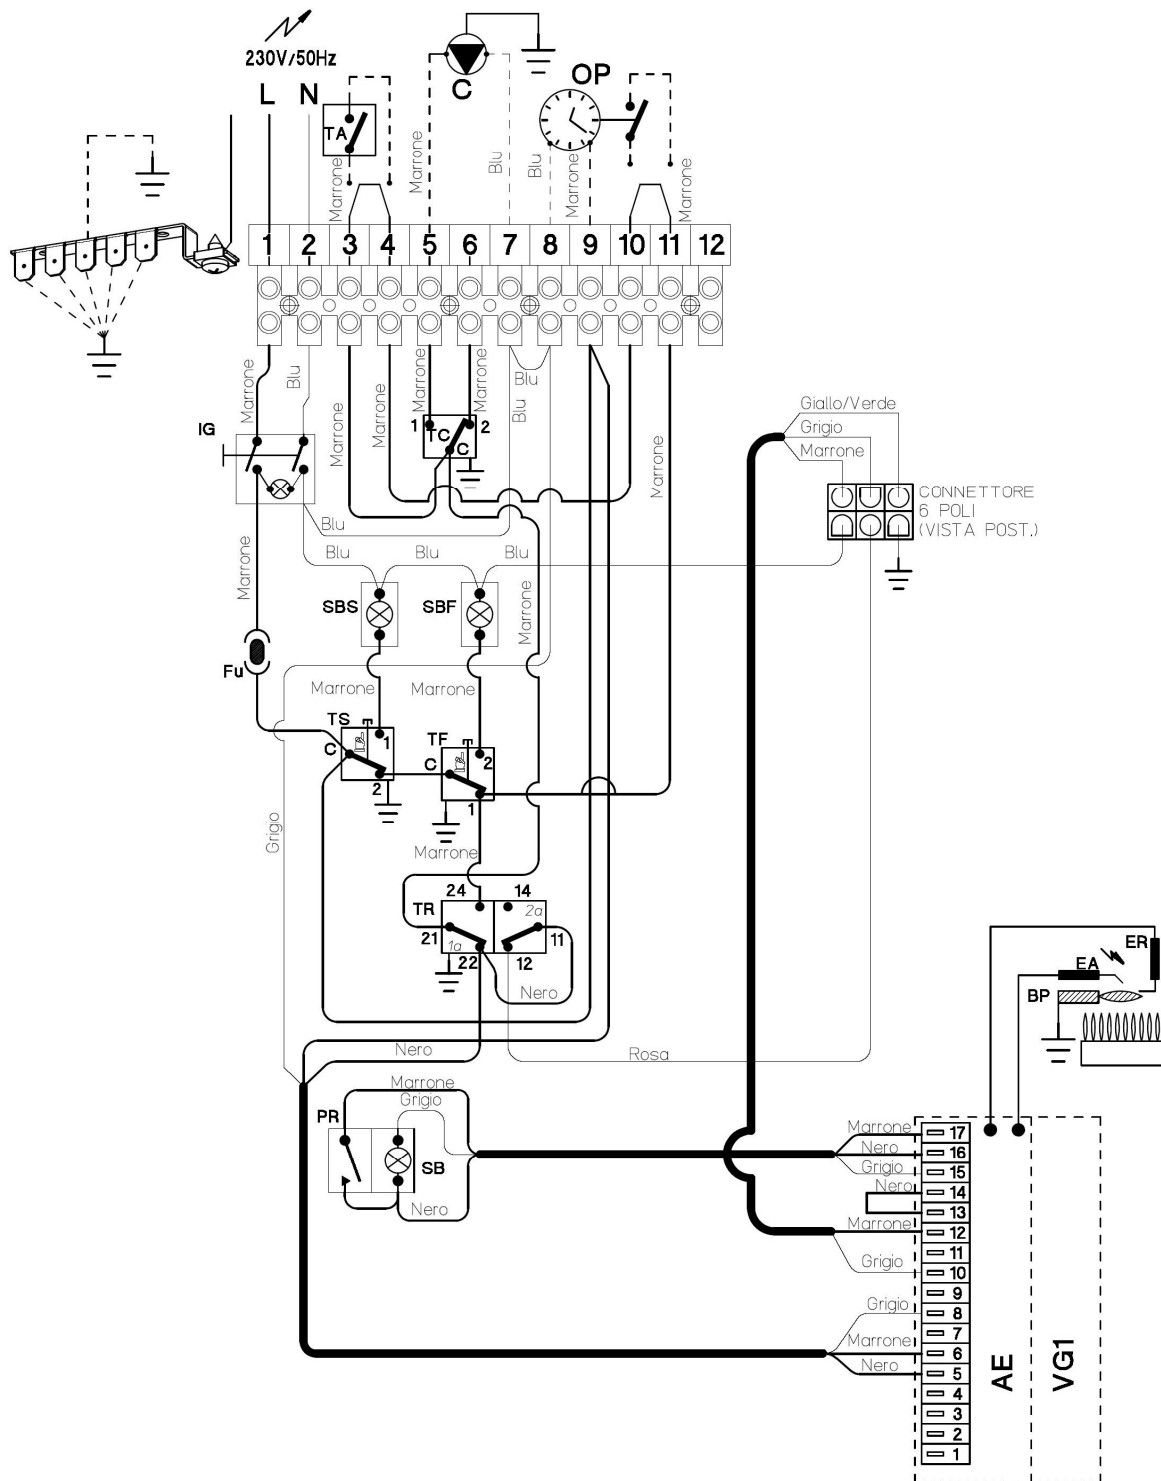 230V/50Hz
L N
TA
C
OP
Marrone
Marrone
Blu
Blu
Marrone
Marrone
1 2 3 4 5 6 7 8 9 10 11 12
Marrone
Blu
Marrone
Marrone
Marrone
Marrone
Blu
Blu
Marrone
IG
1 TC 2
C
Giallo/Verde
Grigio
Marrone
CONNETTORE
6 POLI
(VISTA POST.)
Blu
Blu
Blu
Blu
Marrone
SBS
SBF
Marrone
Fu
Marrone
Marrone
TS
C
1
2
TF
C
2
1
Grigo
Marrone
24
14
TR
2a
21
1a
22
11
12
Nero
Nero
Rosa
ER
EA
BP
Marrone
Grigio
PR
SB
Nero
Marrone
Nero
Grigio
Nero
Marrone
Grigio
Grigio
Marrone
Nero
17
16
15
14
13
12
11
10
9
8
7
6
5
4
3
2
1
AE
VG1